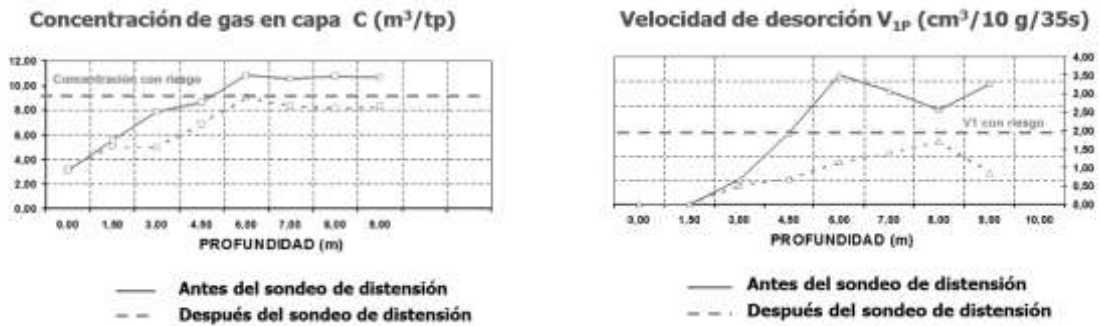 Concentración de gas en capa C (m³/tp)
12,00
10,00
8,00
6,00
4,00
2,00
0,00
Concentración con riesgo
0,00 1,50 3,00 4,50 6,00 7,00 8,00 9,00
PROFUNDIDAD (m)
Antes del sondeo de distensión
Después del sondeo de distensión
Velocidad de desorción V1P (cm³/10 g/35s)
4,00
3,50
3,00
2,50
2,00
1,50
1,00
0,50
0,00
V1 con riesgo
0,00 1,50 3,00 4,50 6,00 7,00 8,00 9,00 10,00
PROFUNDIDAD (m)
Antes del sondeo de distensión
Después del sondeo de distensión